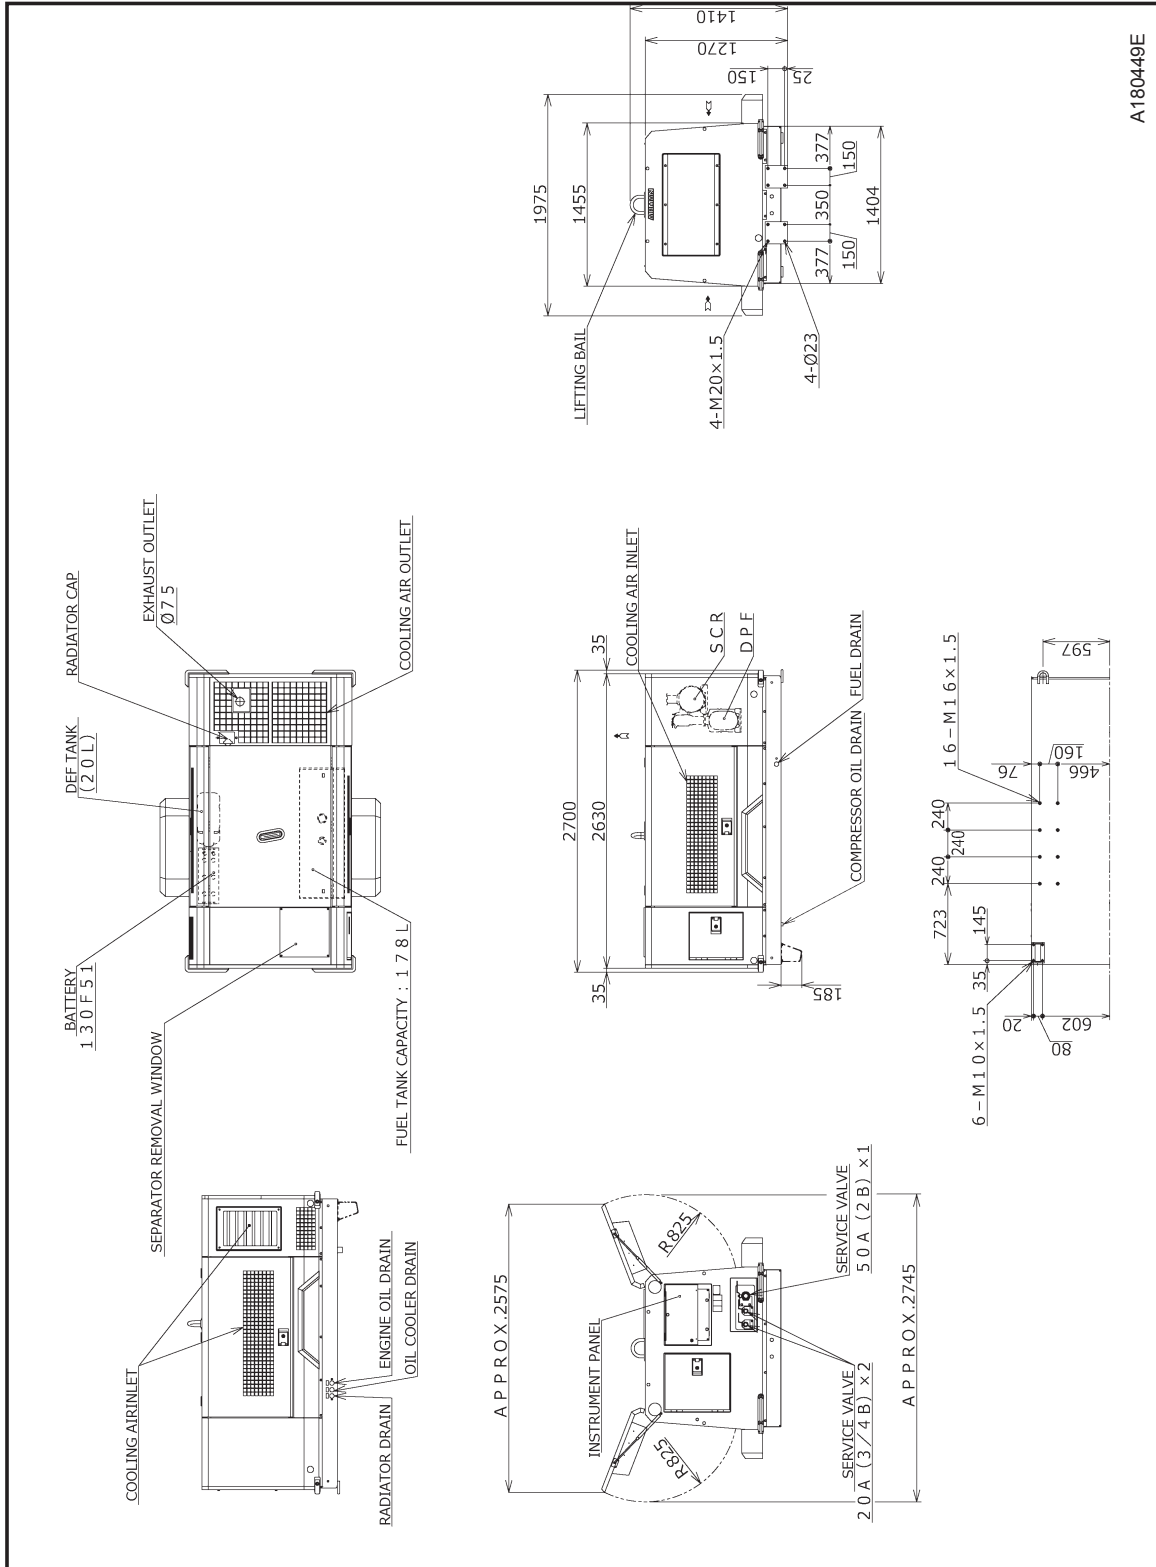 COOLING AIRINLET
RADIATOR DRAIN
ENGINE OIL DRAIN
OIL COOLER DRAIN
SEPARATOR REMOVAL WINDOW
BATTERY
130F51
DEF TANK
(20L)
RADIATOR CAP
EXHAUST OUTLET
Ø75
COOLING AIR OUTLET
FUEL TANK CAPACITY : 178L
APPROX.2575
R825
R825
INSTRUMENT PANEL
SERVICE VALVE
20A (3/4B) ×2
SERVICE VALVE
50A (2B) ×1
APPROX.2745
2700
35
2630
35
COOLING AIR INLET
SCR
DPF
185
COMPRESSOR OIL DRAIN
FUEL DRAIN
LIFTING BAIL
1975
1455
1410
1270
150
25
4-M20×1.5
4-Ø23
377
350
377
150
150
1404
6-M10×1.5
35
145
723
240
240
240
16-M16×1.5
20
80
602
76
160
466
597
A180449E